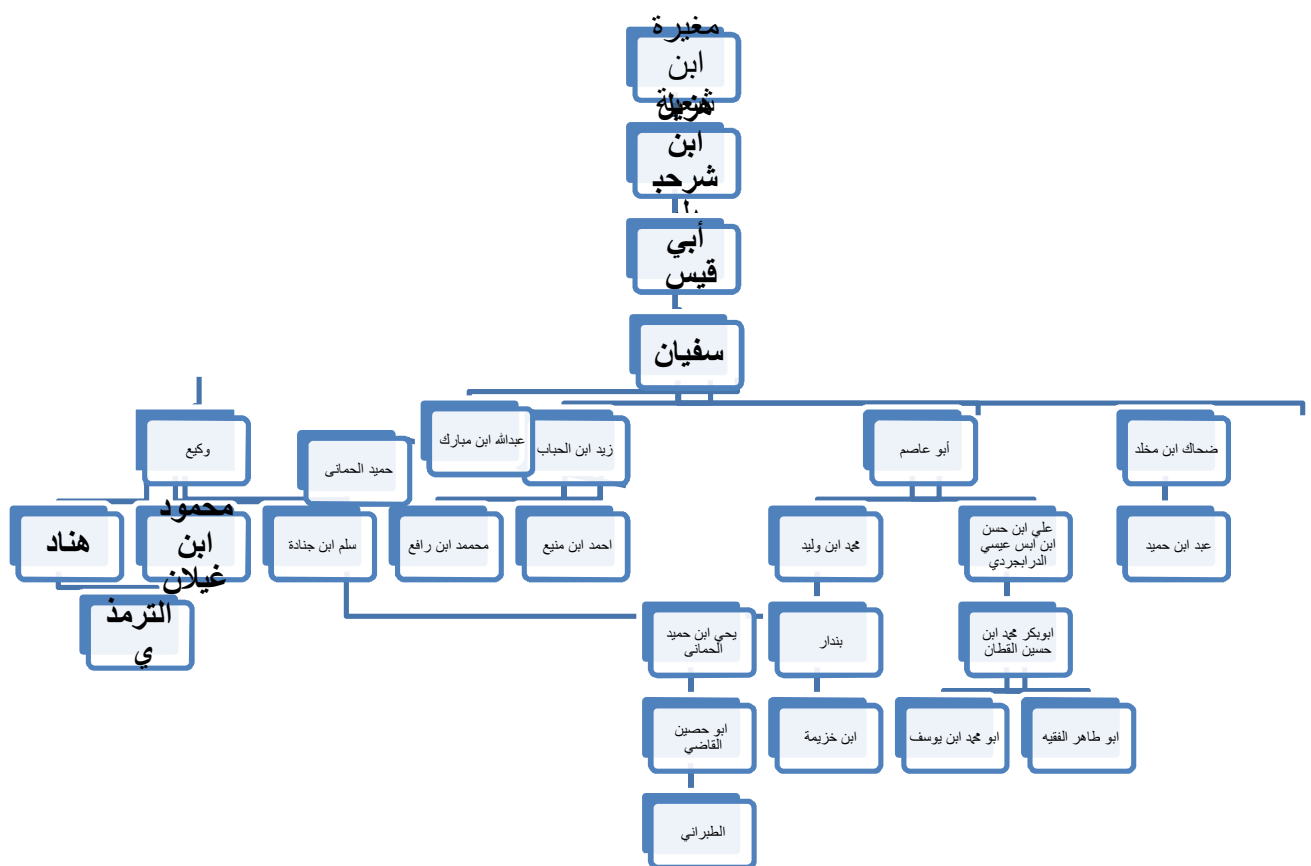 مغيرة
ابن
شعبة
هزيل
ابن
شرحب
يل
أبي
قيس
سفيان
ضحاك ابن مخلد
أبو عاصم
زيد ابن الحباب
عبدالله ابن مبارك
حميد الحمانى
وكيع
عبد ابن حميد
علي ابن حسن
ابن ابس عيسي
الدرابجردي
محمد ابن وليد
احمد ابن منيع
محممد ابن رافع
سلم ابن جنادة
محمود
ابن
غيلان
هناد
ابوبكر محمد ابن
حسين القطان
بندار
يحي ابن حميد
الحمانى
الترمذ
ي
ابو طاهر الفقيه
ابو محمد ابن يوسف
ابن خزيمة
ابو حصين
القاضي
الطبراني